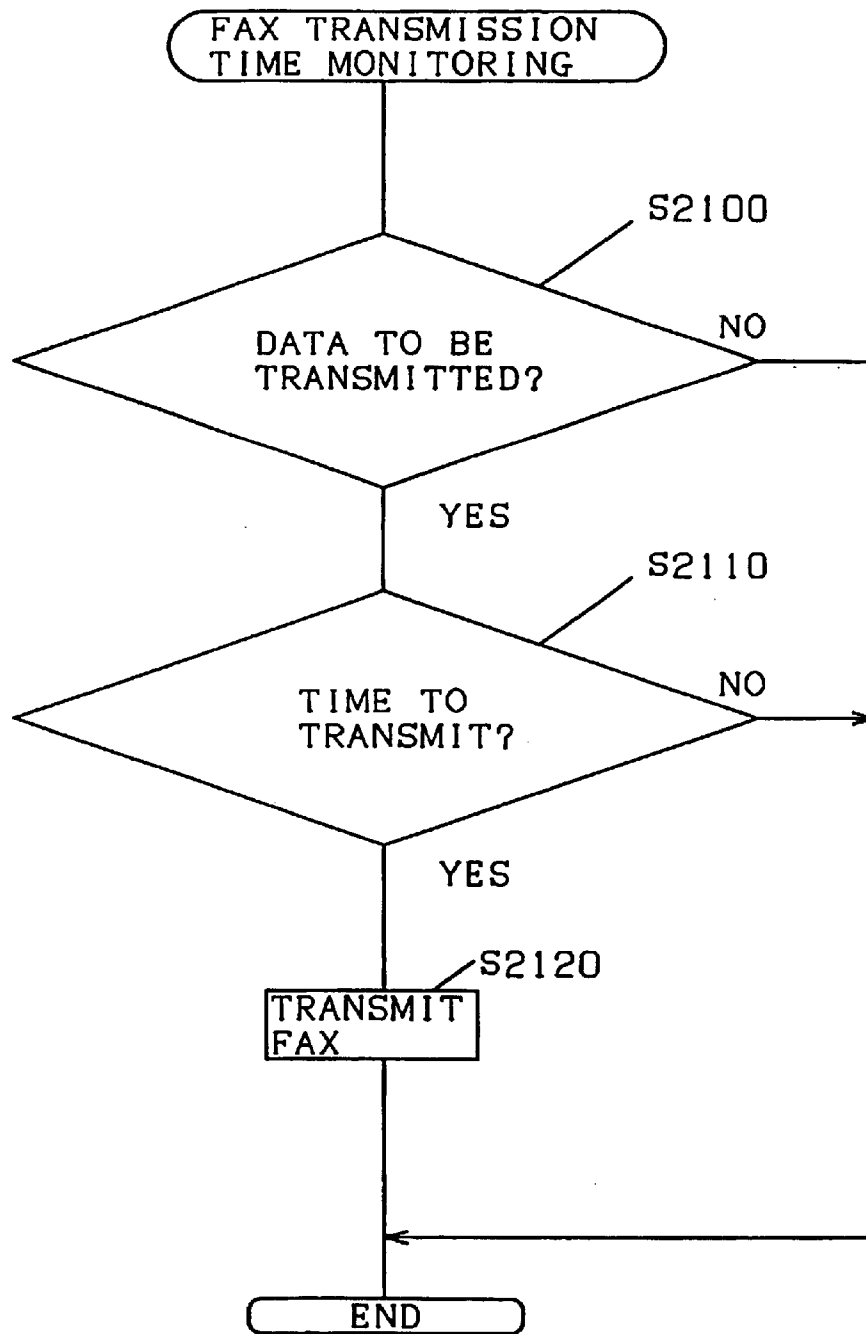 FAX TRANSMISSION
TIME MONITORING
S2100
DATA TO BE
TRANSMITTED?
NO
YES
S2110
TIME TO
TRANSMIT?
NO
YES
S2120
TRANSMIT
FAX
END